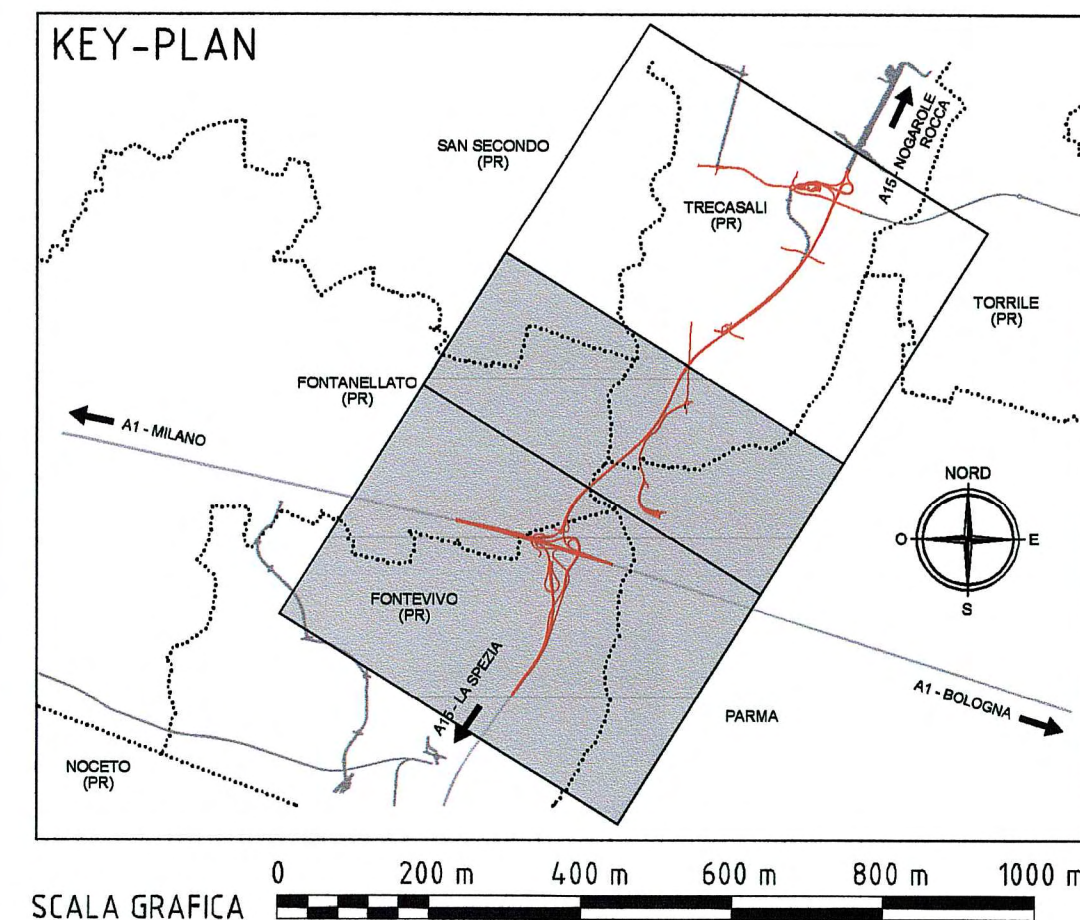 KEY-PLAN
SAN SECONDO
(PR)
A15 - NOGAROLE
ROCCA
TRECASALI
(PR)
TORRILE
(PR)
FONTANELLATO
(PR)
A1 - MILANO
NORD
O
E
S
FONTEVIVO
(PR)
A15 - LA SPEZIA
A1 - BOLOGNA
PARMA
NOCETO
(PR)
0 200 m 400 m 600 m 800 m 1000 m
SCALA GRAFICA